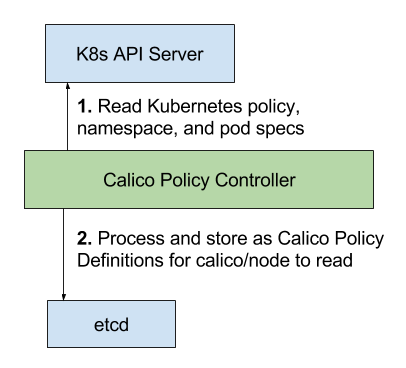 K8s API Server
1. Read Kubernetes policy,
namespace, and pod specs
Calico Policy Controller
2. Process and store as Calico Policy
Definitions for calico/node to read
etcd